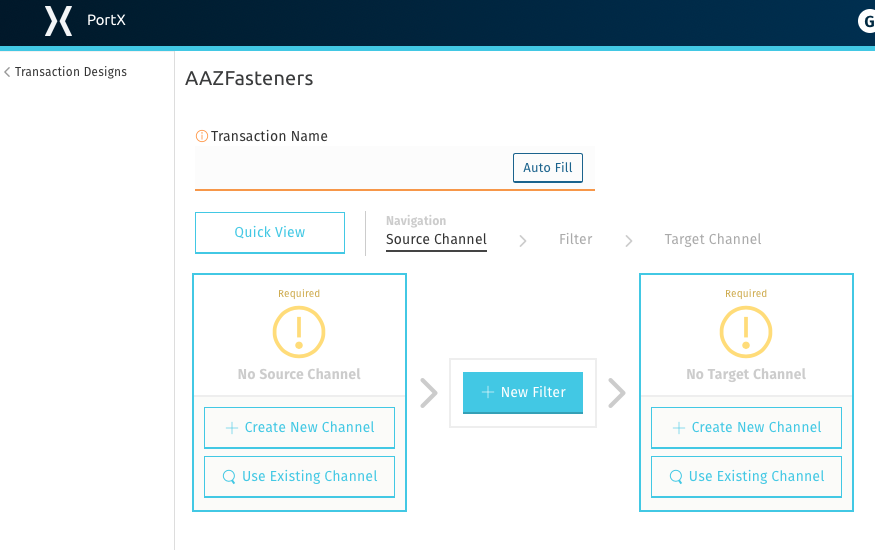 PortX
G
Transaction Designs
AAZFasteners
Transaction Name
Auto Fill
Quick View
Navigation
Source Channel
Filter
Target Channel
Required
No Source Channel
+ Create New Channel
Use Existing Channel
+ New Filter
Required
No Target Channel
+ Create New Channel
Use Existing Channel